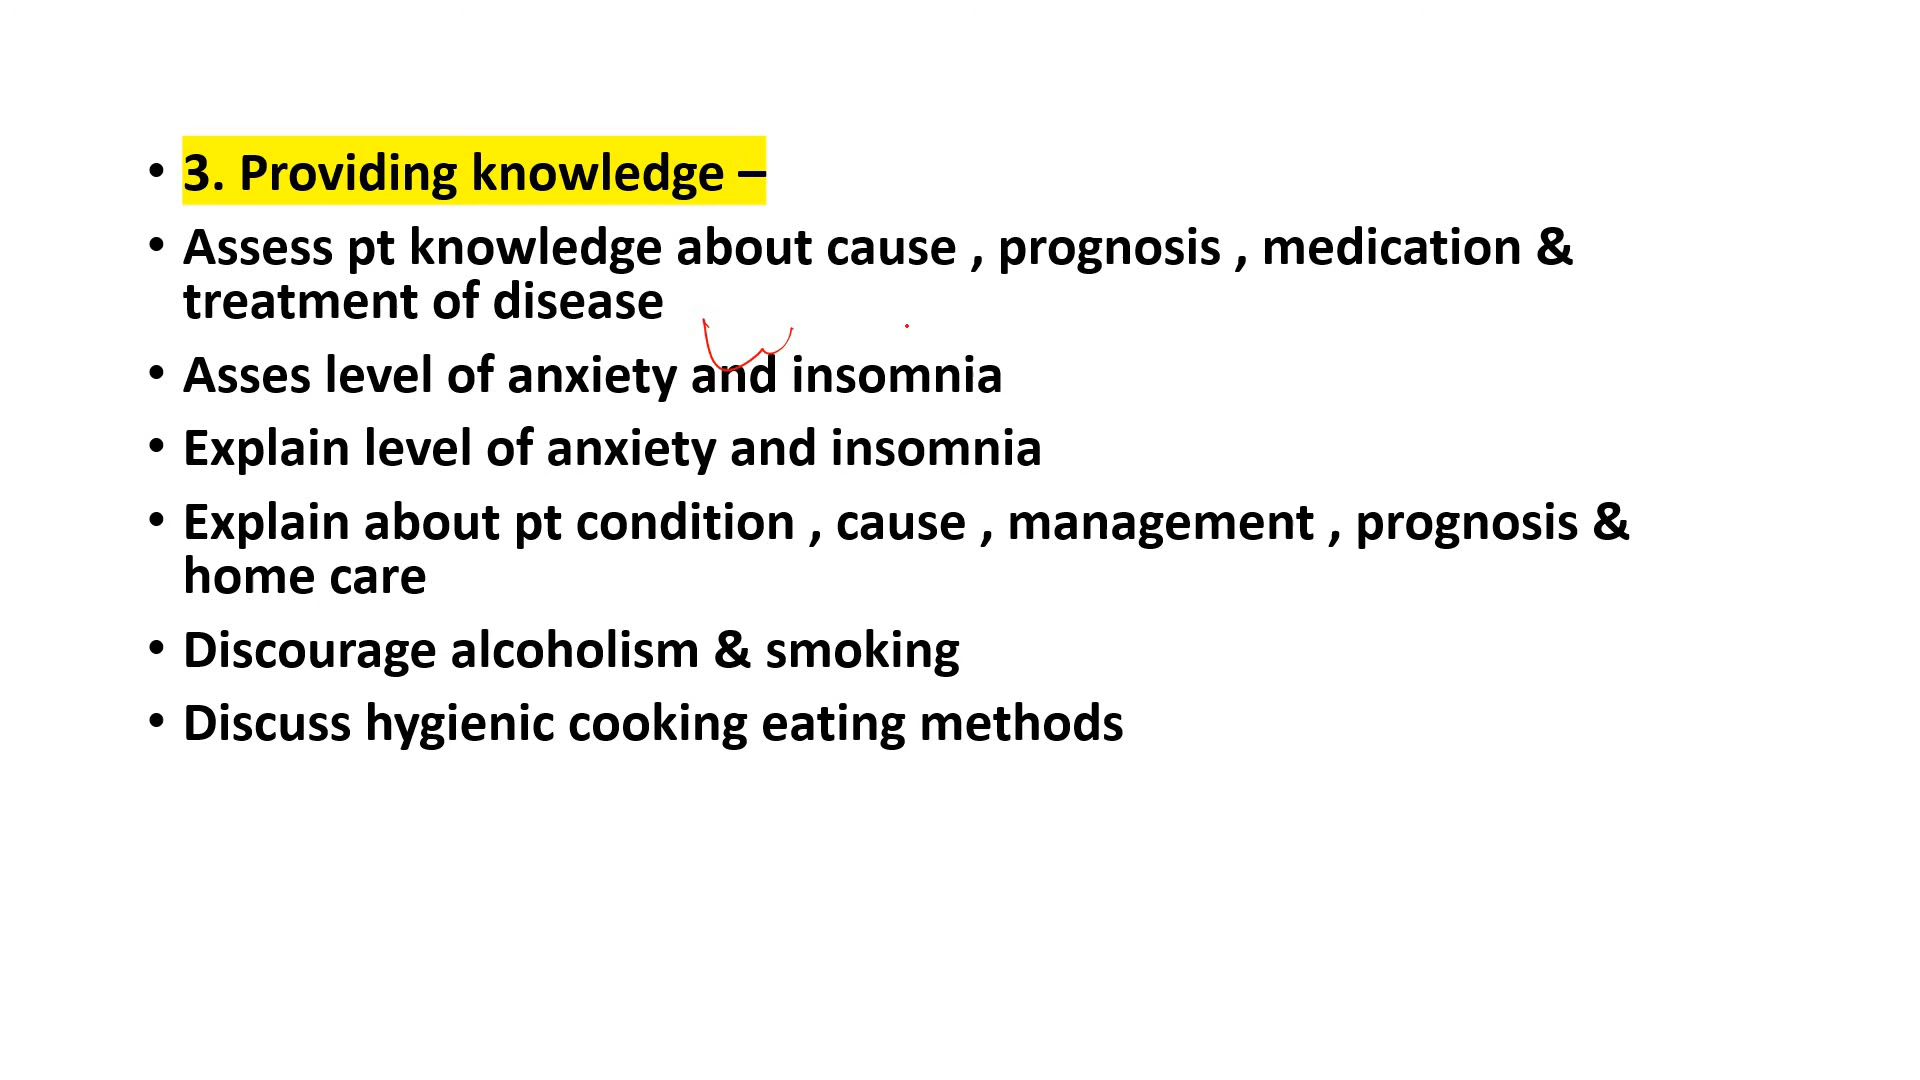 • 3. Providing knowledge –
• Assess pt knowledge about cause , prognosis , medication &
treatment of disease
• Asses level of anxiety and insomnia
• Explain level of anxiety and insomnia
• Explain about pt condition , cause , management , prognosis &
home care
• Discourage alcoholism & smoking
• Discuss hygienic cooking eating methods